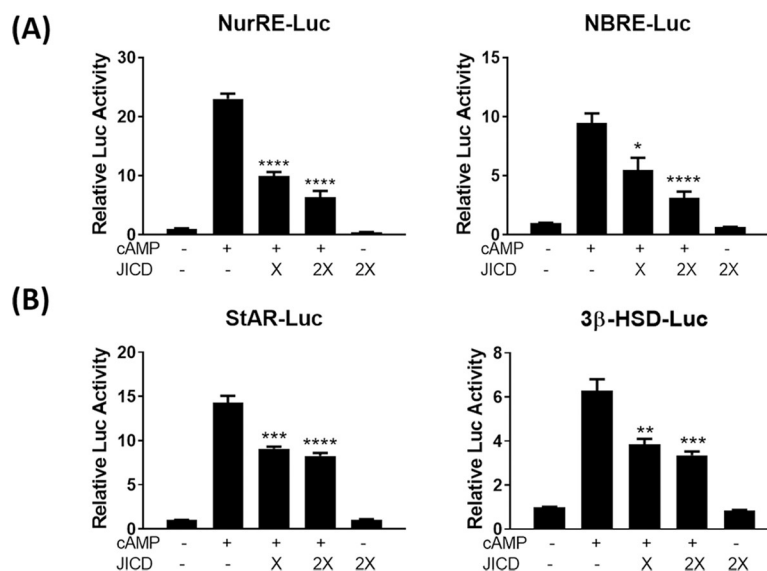 (A)
NurRE-Luc
Relative Luc Activity
30
20
10
0
****
****
cAMP - + + + -
JICD - - X 2X 2X
NBRE-Luc
Relative Luc Activity
15
10
5
0
*
****
cAMP - + + + -
JICD - - X 2X 2X
(B)
StAR-Luc
Relative Luc Activity
20
15
10
5
0
***
****
cAMP - + + + -
JICD - - X 2X 2X
3β-HSD-Luc
Relative Luc Activity
8
6
4
2
0
**
***
cAMP - + + + -
JICD - - X 2X 2X